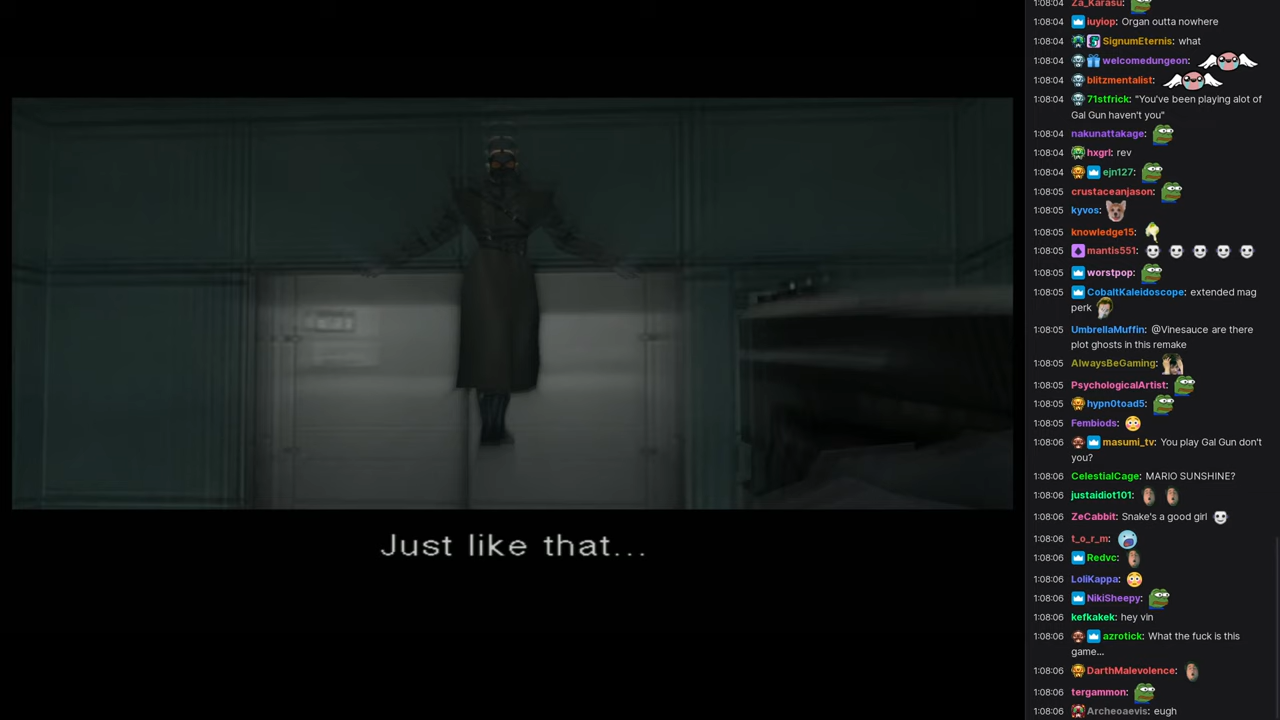 Just like that...
1:08:04 Za_Karasu:
1:08:04 iuyiop: Organ outta nowhere
1:08:04 SignumEternis: what
1:08:04 welcomedungeon:
1:08:04 blitzmentalist:
1:08:04 71stfrick: "You've been playing alot of
Gal Gun haven't you"
1:08:04 nakunattakage:
1:08:04 hxgrl: rev
1:08:04 ejn127:
1:08:05 crustaceanjason:
1:08:05 kyvos:
1:08:05 knowledge15:
1:08:05 mantis551:
1:08:05 worstpop:
1:08:05 CobaltKaleidoscope: extended mag
perk
1:08:05 UmbrellaMuffin: @Vinesauce are there
plot ghosts in this remake
1:08:05 AlwaysBeGaming:
1:08:05 PsychologicalArtist:
1:08:05 hypn0toad5:
1:08:05 Fembiods:
1:08:06 masumi_tv: You play Gal Gun don't
you?
1:08:06 CelestialCage: MARIO SUNSHINE?
1:08:06 justaidiot101:
1:08:06 ZeCabbit: Snake's a good girl
1:08:06 t_o_r_m:
1:08:06 Redvc:
1:08:06 LoliKappa:
1:08:06 NikiSheepy:
1:08:06 kefkakek: hey vin
1:08:06 azrotick: What the fuck is this
game...
1:08:06 DarthMalevolence:
1:08:06 tergammon:
1:08:06 Archeoaevis: eugh